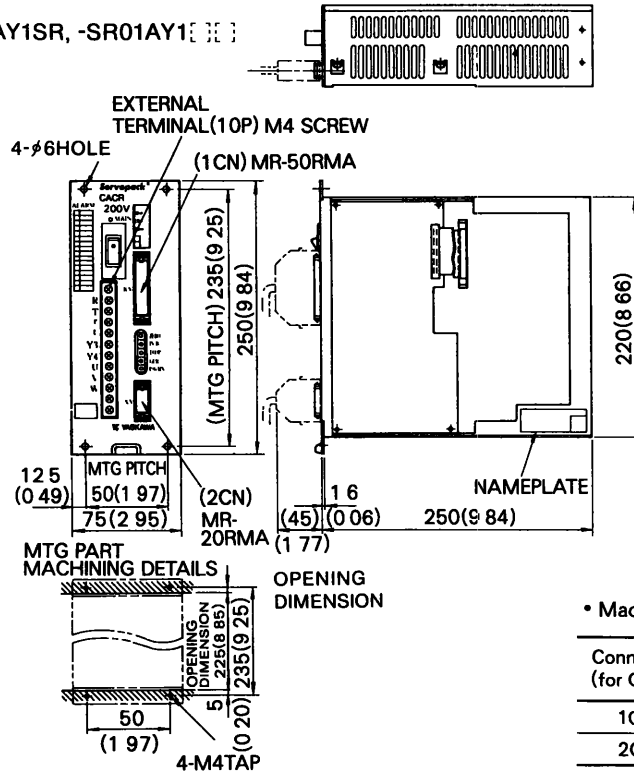 AY1SR, -SR01AY1[ ][ ]
EXTERNAL
TERMINAL(10P) M4 SCREW
4-φ6HOLE
(1CN) MR-50RMA
Servopack
CACR
200V
MAIN
(MTG PITCH) 235(9 25)
250(9 84)
220(8 66)
R
T
r
t
Y3
Y4
U
V
W
YASKAWA
MTG PITCH
12 5
(0 49)
50(1 97)
75(2 95)
(2CN)
MR-
20RMA
(45)
(1 77)
1 6
(0 06)
250(9 84)
NAMEPLATE
MTG PART
MACHINING DETAILS
OPENING
DIMENSION
OPENING
DIMENSION
225(8 85)
235(9 25)
5
(0 20)
50
(1 97)
4-M4TAP
• Mac
Conn
(for C
10
20